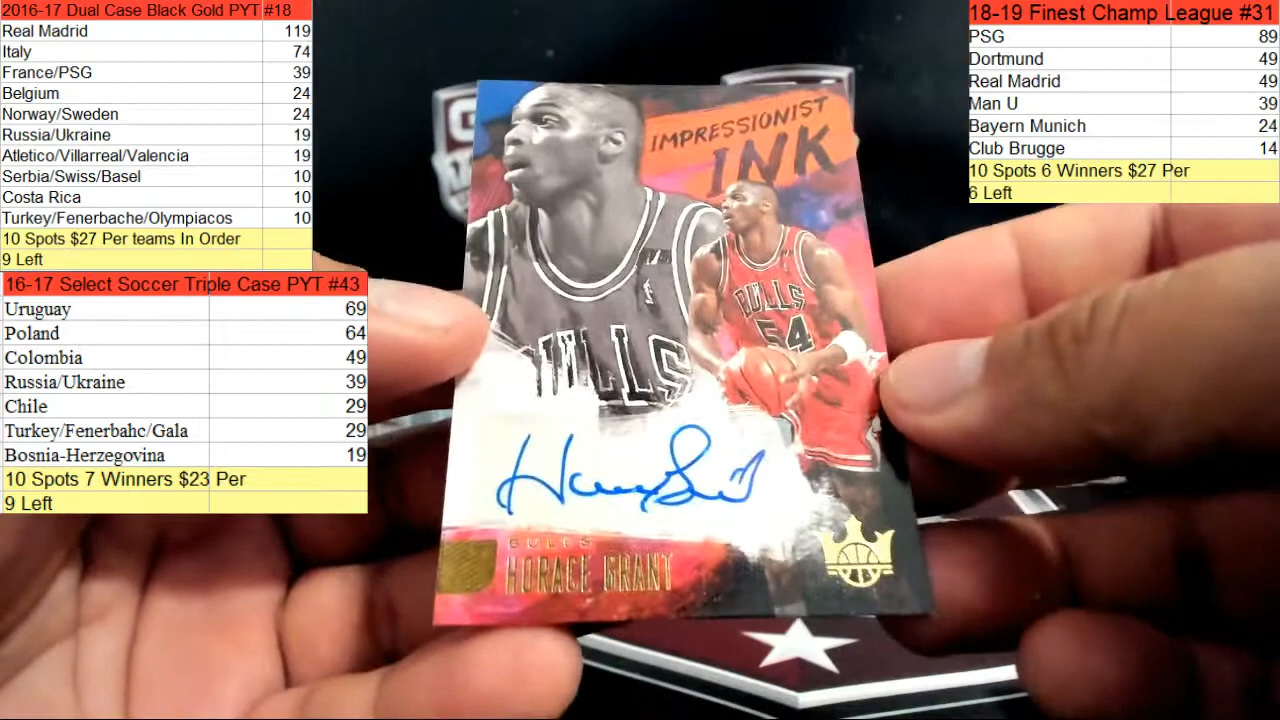 2016-17 Dual Case Black Gold PYT #18
Real Madrid 119
Italy 74
France/PSG 39
Belgium 24
Norway/Sweden 24
Russia/Ukraine 19
Atletico/Villarreal/Valencia 19
Serbia/Swiss/Basel 10
Costa Rica 10
Turkey/Fenerbache/Olympiacos 10
10 Spots $27 Per teams In Order
9 Left
16-17 Select Soccer Triple Case PYT #43
Uruguay 69
Poland 64
Colombia 49
Russia/Ukraine 39
Chile 29
Turkey/Fenerbahc/Gala 29
Bosnia-Herzegovina 19
10 Spots 7 Winners $23 Per
9 Left
18-19 Finest Champ League #31
PSG 89
Dortmund 49
Real Madrid 49
Man U 39
Bayern Munich 24
Club Brugge 14
10 Spots 6 Winners $27 Per
6 Left
IMPRESSIONIST
INK
BULLS
BULLS
54
BULLS
HORACE GRANT